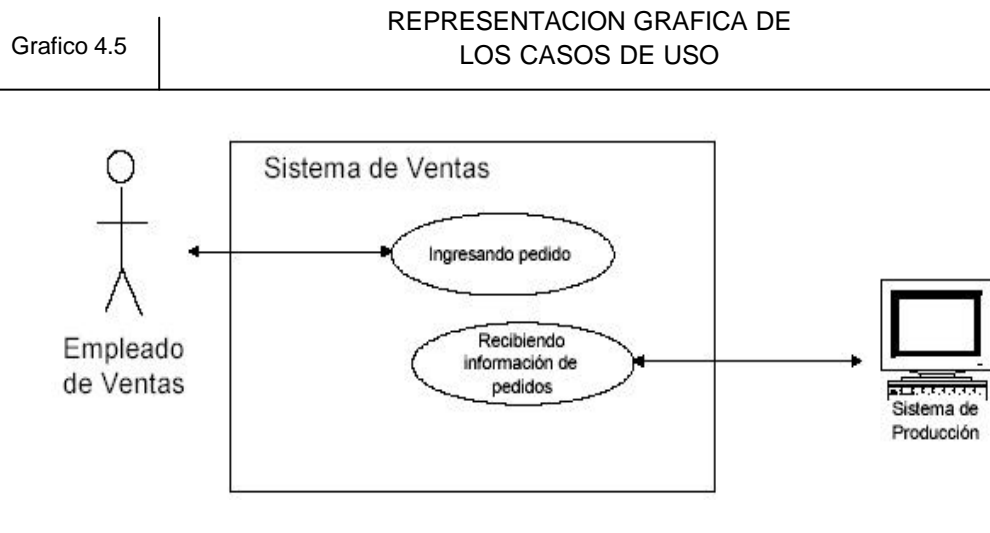 Grafico 4.5
REPRESENTACION GRAFICA DE
LOS CASOS DE USO
Sistema de Ventas
Ingresando pedido
Empleado
de Ventas
Recibiendo
información de
pedidos
Sistema de
Producción